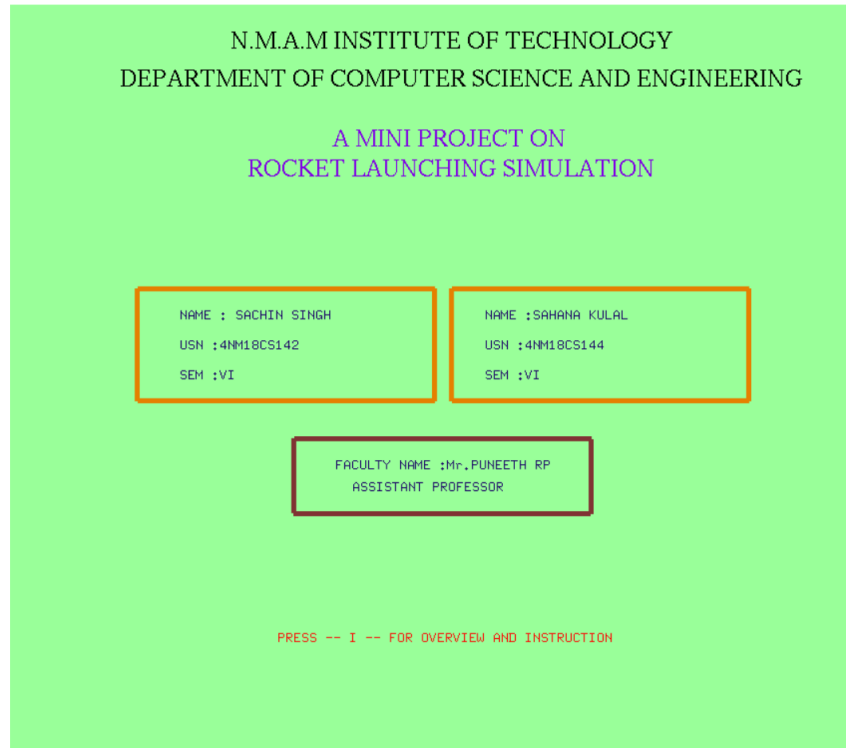 N.M.A.M INSTITUTE OF TECHNOLOGY
DEPARTMENT OF COMPUTER SCIENCE AND ENGINEERING
A MINI PROJECT ON
ROCKET LAUNCHING SIMULATION
NAME : SACHIN SINGH
USN :4NM18CS142
SEM :VI
NAME :SAHANA KULAL
USN :4NM18CS144
SEM :VI
FACULTY NAME :Mr.PUNEETH RP
ASSISTANT PROFESSOR
PRESS -- I -- FOR OVERVIEW AND INSTRUCTION